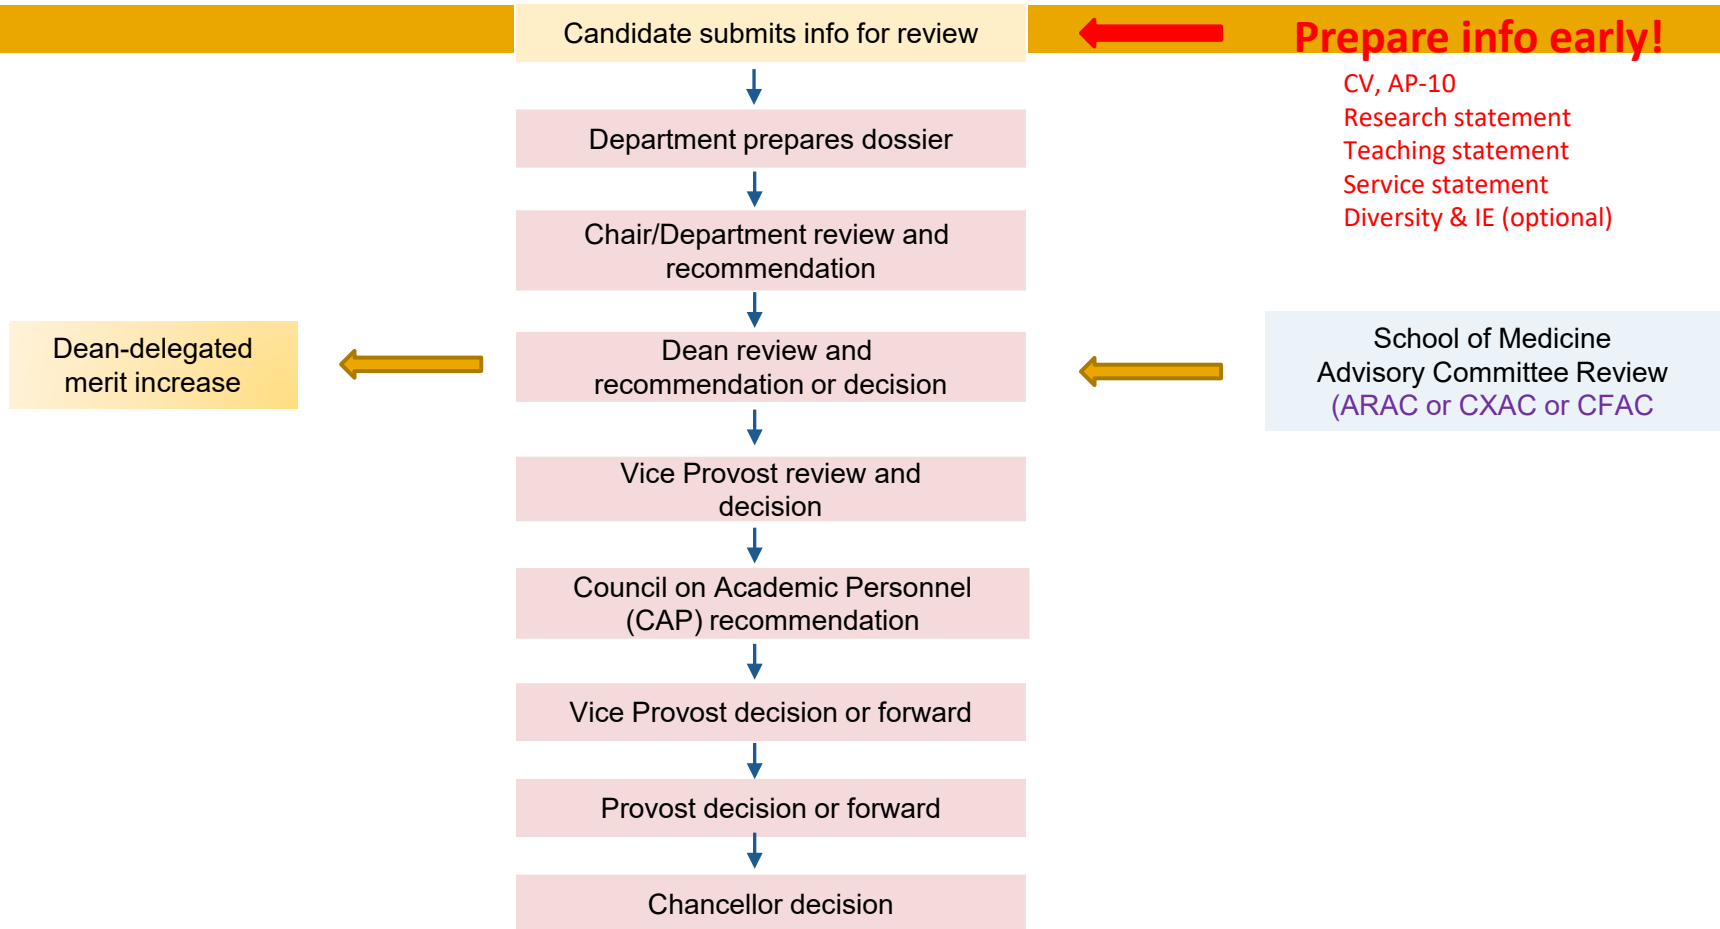 Candidate submits info for review
Prepare info early!
CV, AP-10
Research statement
Teaching statement
Service statement
Diversity & IE (optional)
Department prepares dossier
Chair/Department review and
recommendation
Dean-delegated
merit increase
Dean review and
recommendation or decision
School of Medicine
Advisory Committee Review
(ARAC or CXAC or CFAC
Vice Provost review and
decision
Council on Academic Personnel
(CAP) recommendation
Vice Provost decision or forward
Provost decision or forward
Chancellor decision